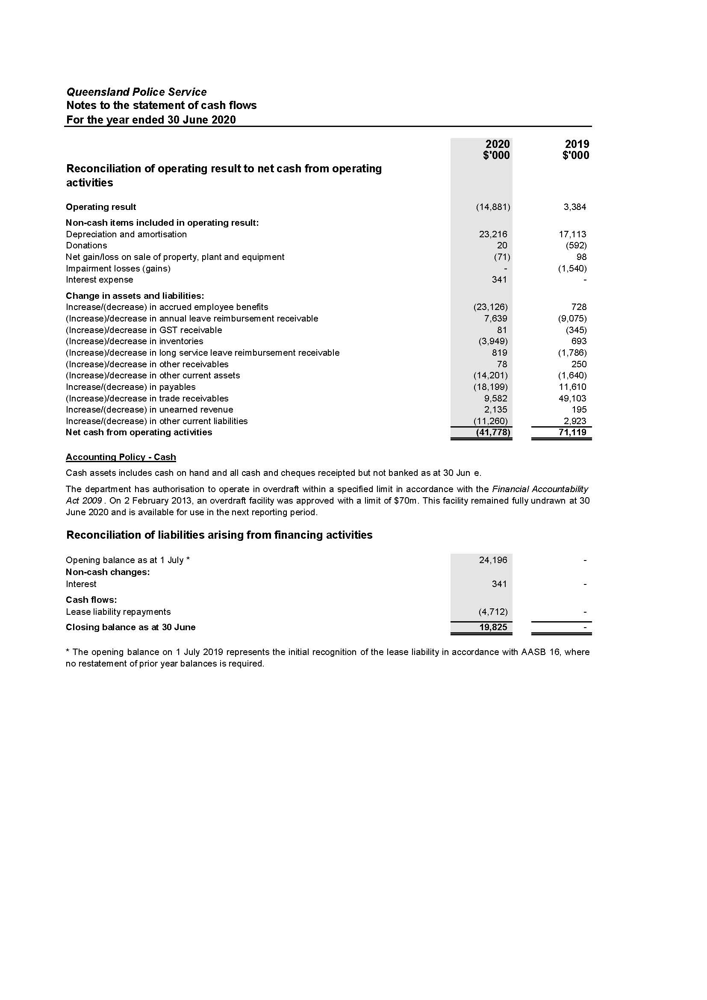 Queensland Police Service
Notes to the statement of cash flows
For the year ended 30 June 2020
2020 2019
$'000 $'000
Reconciliation of operating result to net cash from operating
activities
Operating result (14,881) 3,384
Non-cash items included in operating result:
Depreciation and amortisation 23,216 17,113
Donations 20 (592)
Net gain/loss on sale of property, plant and equipment (71) 98
Impairment losses (gains) - (1,540)
Interest expense 341 -
Change in assets and liabilities:
Increase/(decrease) in accrued employee benefits (23,126) 728
(Increase)/decrease in annual leave reimbursement receivable 7,639 (9,075)
(Increase)/decrease in GST receivable 81 (345)
(Increase)/decrease in inventories (3,949) 693
(Increase)/decrease in long service leave reimbursement receivable 819 (1,786)
(Increase)/decrease in other receivables 78 250
(Increase)/decrease in other current assets (14,201) (1,640)
Increase/(decrease) in payables (18,199) 11,610
(Increase)/decrease in trade receivables 9,582 49,103
Increase/(decrease) in unearned revenue 2,135 195
Increase/(decrease) in other current liabilities (11,260) 2,923
Net cash from operating activities (41,778) 71,119
Accounting Policy - Cash
Cash assets includes cash on hand and all cash and cheques receipted but not banked as at 30 Jun e.
The department has authorisation to operate in overdraft within a specified limit in accordance with the Financial Accountability
Act 2009 . On 2 February 2013, an overdraft facility was approved with a limit of $70m. This facility remained fully undrawn at 30
June 2020 and is available for use in the next reporting period.
Reconciliation of liabilities arising from financing activities
Opening balance as at 1 July * 24,196 -
Non-cash changes:
Interest 341 -
Cash flows:
Lease liability repayments (4,712) -
Closing balance as at 30 June 19,825 -
* The opening balance on 1 July 2019 represents the initial recognition of the lease liability in accordance with AASB 16, where
no restatement of prior year balances is required.